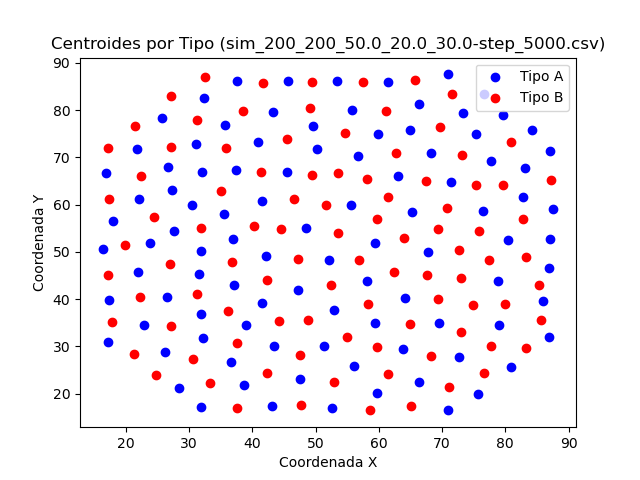 Centroides por Tipo (sim_200_200_50.0_20.0_30.0-step_5000.csv)
90
80
70
60
50
40
30
20
Coordenada Y
Tipo A
Tipo B
20 30 40 50 60 70 80 90
Coordenada X